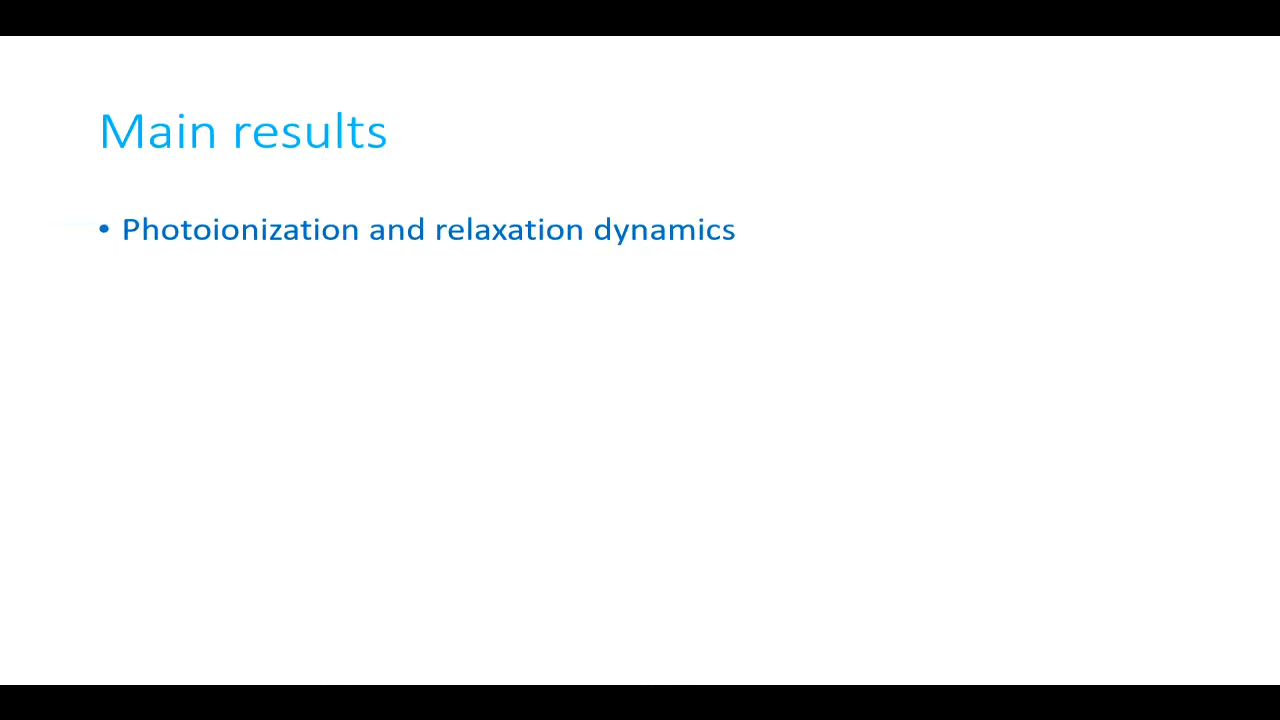 Main results
• Photoionization and relaxation dynamics